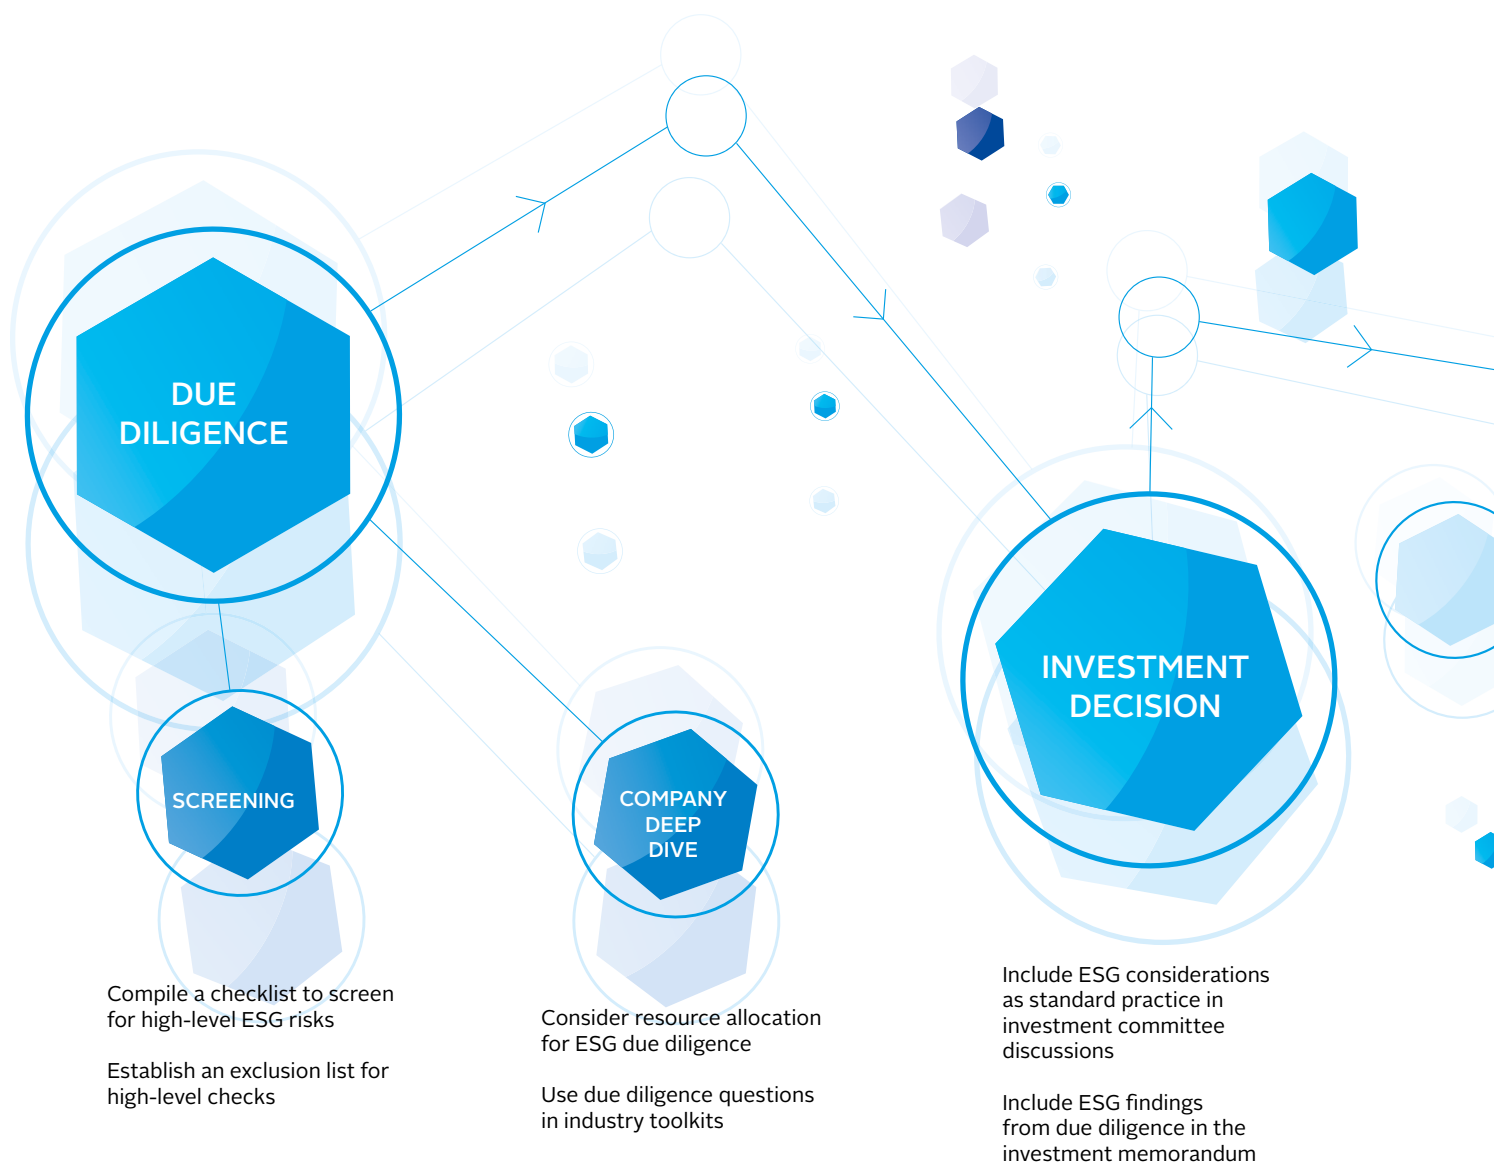 DUE
DILIGENCE
SCREENING
COMPANY
DEEP
DIVE
INVESTMENT
DECISION
Compile a checklist to screen
for high-level ESG risks
Establish an exclusion list for
high-level checks
Consider resource allocation
for ESG due diligence
Use due diligence questions
in industry toolkits
Include ESG considerations
as standard practice in
investment committee
discussions
Include ESG findings
from due diligence in the
investment memorandum